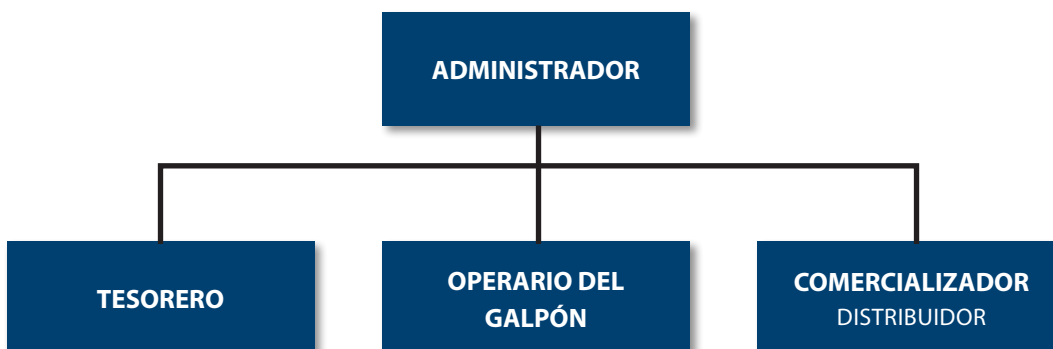 ADMINISTRADOR
TESORERO
OPERARIO DEL
GALPÓN
COMERCIALIZADOR
DISTRIBUIDOR